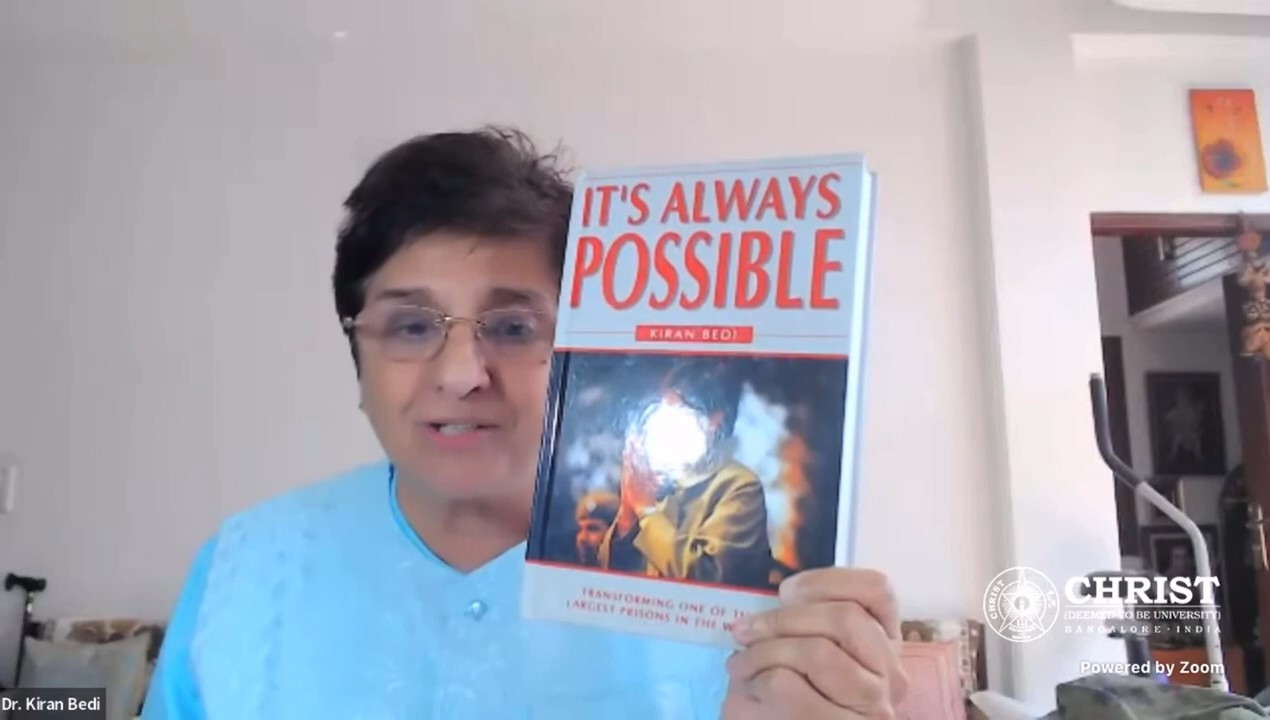 IT'S ALWAYS
POSSIBLE
KIRAN BEDI
TRANSFORMING ONE OF
LARGEST PRISONS IN THE
CHRIST
(DEEMED TO BE UNIVERSITY)
BANGALORE · INDIA
Powered by Zoom
Dr. Kiran Bedi